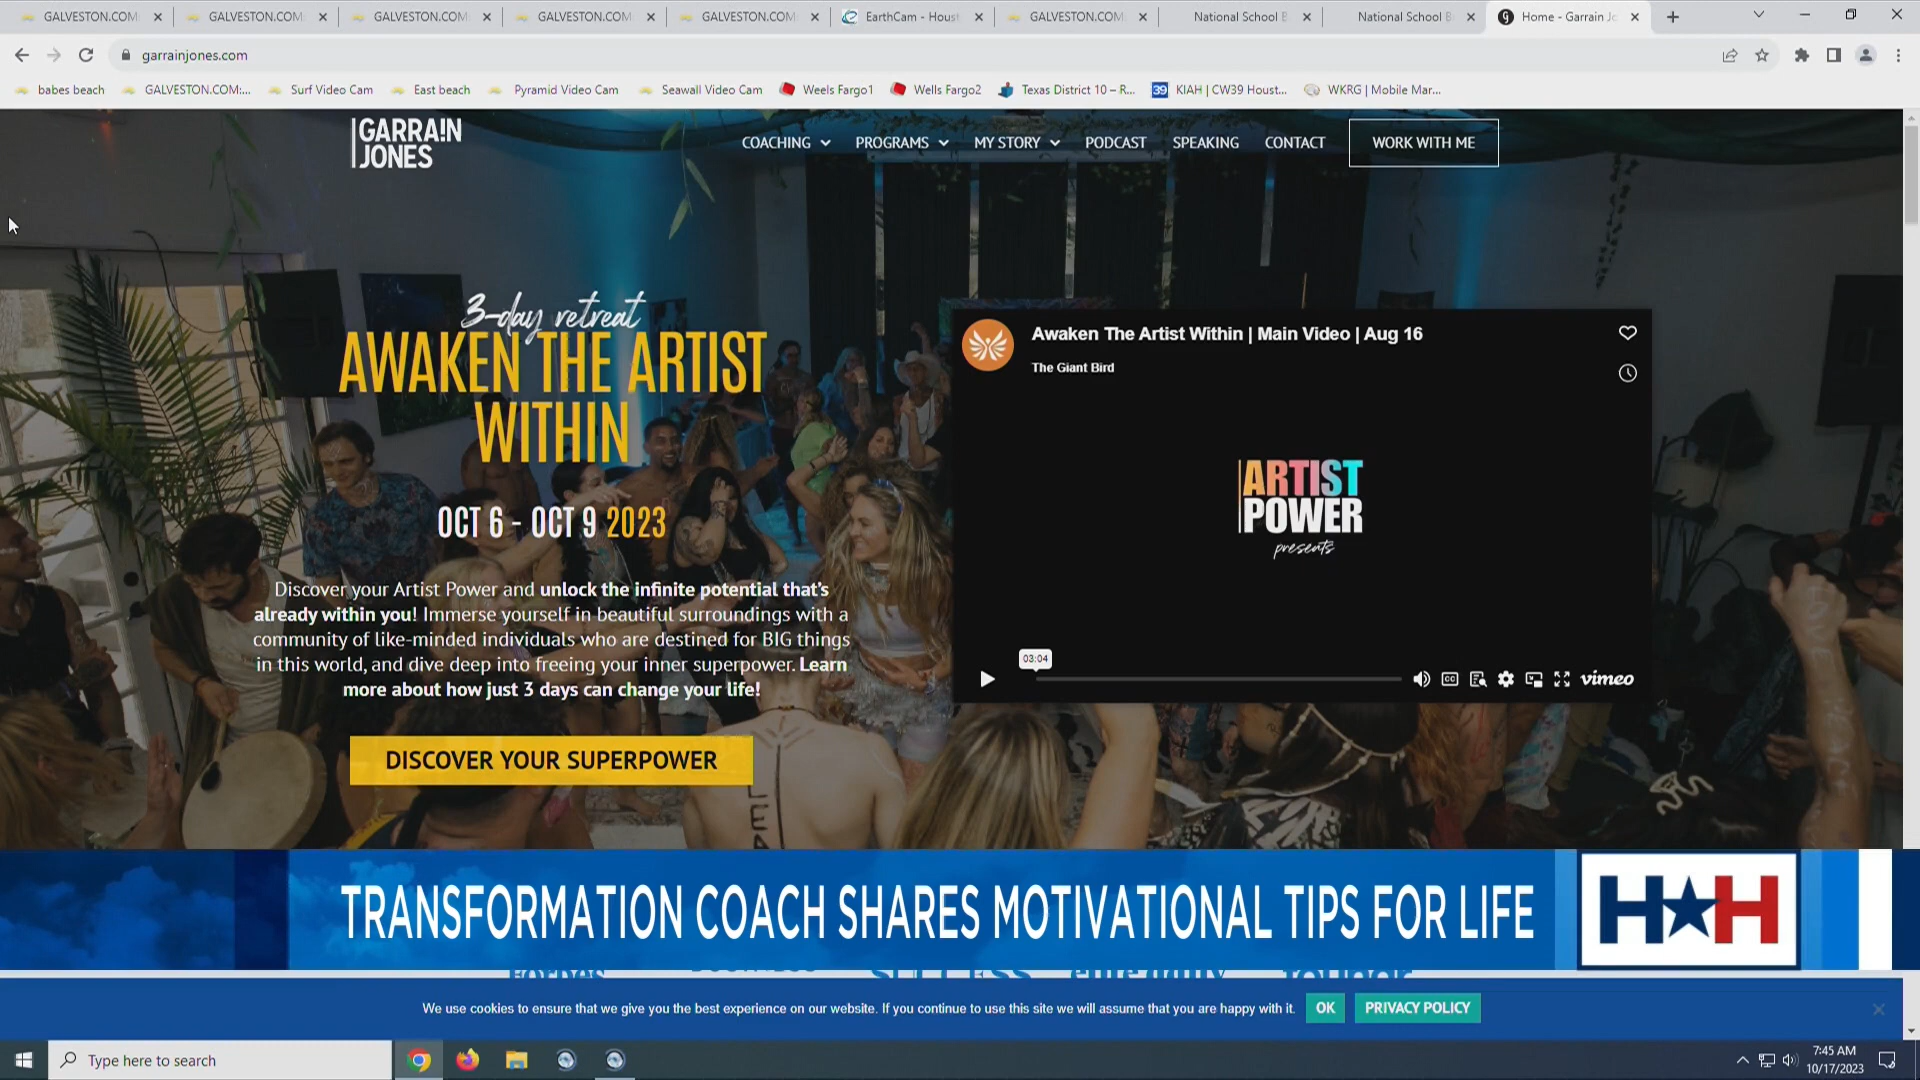 GALVESTON.COM
GALVESTON.COM
GALVESTON.COM
GALVESTON.COM
GALVESTON.COM
EarthCam - Hous
GALVESTON.COM
National School B
National School B
Home - Garrain Jo
garrainjones.com
babes beach
GALVESTON.COM:...
Surf Video Cam
East beach
Pyramid Video Cam
Seawall Video Cam
Weels Fargo1
Wells Fargo2
Texas District 10 – R...
39
KIAH | CW39 Houst...
WKRG | Mobile Mar...
GARRA!N
JONES
COACHING
PROGRAMS
MY STORY
PODCAST
SPEAKING
CONTACT
WORK WITH ME
3-day retreat
AWAKEN THE ARTIST
WITHIN
OCT 6 - OCT 9 2023
Discover your Artist Power and unlock the infinite potential that's
already within you! Immerse yourself in beautiful surroundings with a
community of like-minded individuals who are destined for BIG things
in this world, and dive deep into freeing your inner superpower. Learn
more about how just 3 days can change your life!
DISCOVER YOUR SUPERPOWER
Awaken The Artist Within | Main Video | Aug 16
The Giant Bird
ARTIST
POWER
presents
03:04
CC
vimeo
TRANSFORMATION COACH SHARES MOTIVATIONAL TIPS FOR LIFE
H★H
Forbes
SUCCESS
We use cookies to ensure that we give you the best experience on our website. If you continue to use this site we will assume that you are happy with it.
OK
PRIVACY POLICY
Type here to search
7:45 AM
10/17/2023